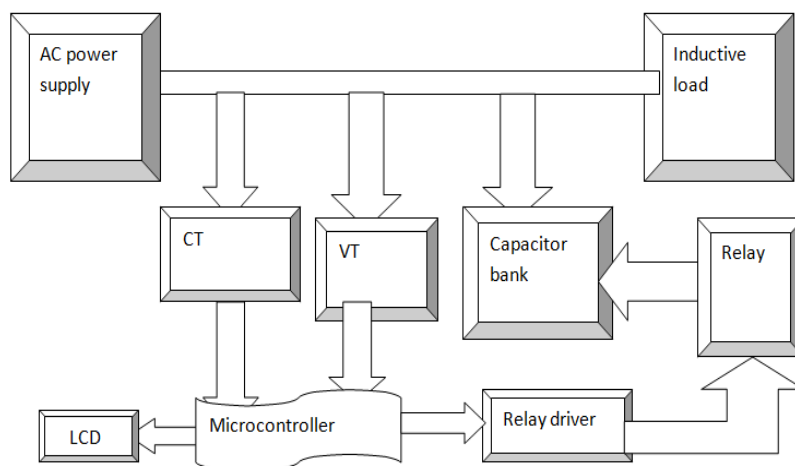 AC power
supply
Inductive
load
CT
VT
Capacitor
bank
Relay
LCD
Microcontroller
Relay driver